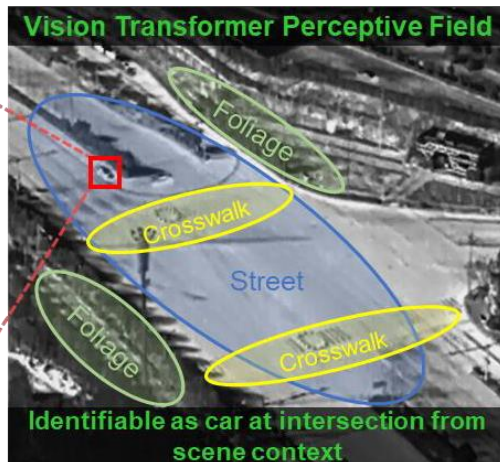 Vision Transformer Perceptive Field
Foliage
Crosswalk
Street
Foliage
Crosswalk
Identifiable as car at intersection from
scene context